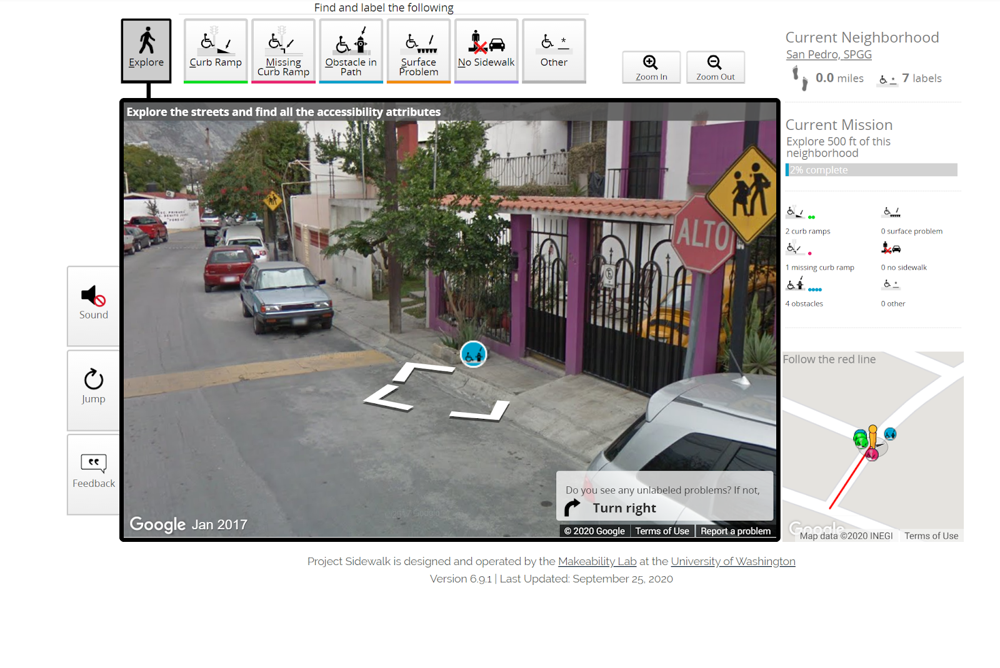 Find and label the following
Explore
Curb Ramp
Missing
Curb Ramp
Obstacle in
Path
Surface
Problem
No Sidewalk
*
Other
Zoom In
Zoom Out
Current Neighborhood
San Pedro, SPGG
0.0 miles
7 labels
Explore the streets and find all the accessibility attributes
Current Mission
Explore 500 ft of this
neighborhood
2% complete
2 curb ramps
0 surface problem
1 missing curb ramp
0 no sidewalk
4 obstacles
0 other
ALTO
Sound
Jump
Feedback
Follow the red line
Do you see any unlabeled problems? If not,
Turn right
Google Jan 2017
© 2020 Google
Terms of Use
Report a problem
Google
Map data ©2020 INEGI
Terms of Use
Project Sidewalk is designed and operated by the Makeability Lab at the University of Washington
Version 6.9.1 | Last Updated: September 25, 2020